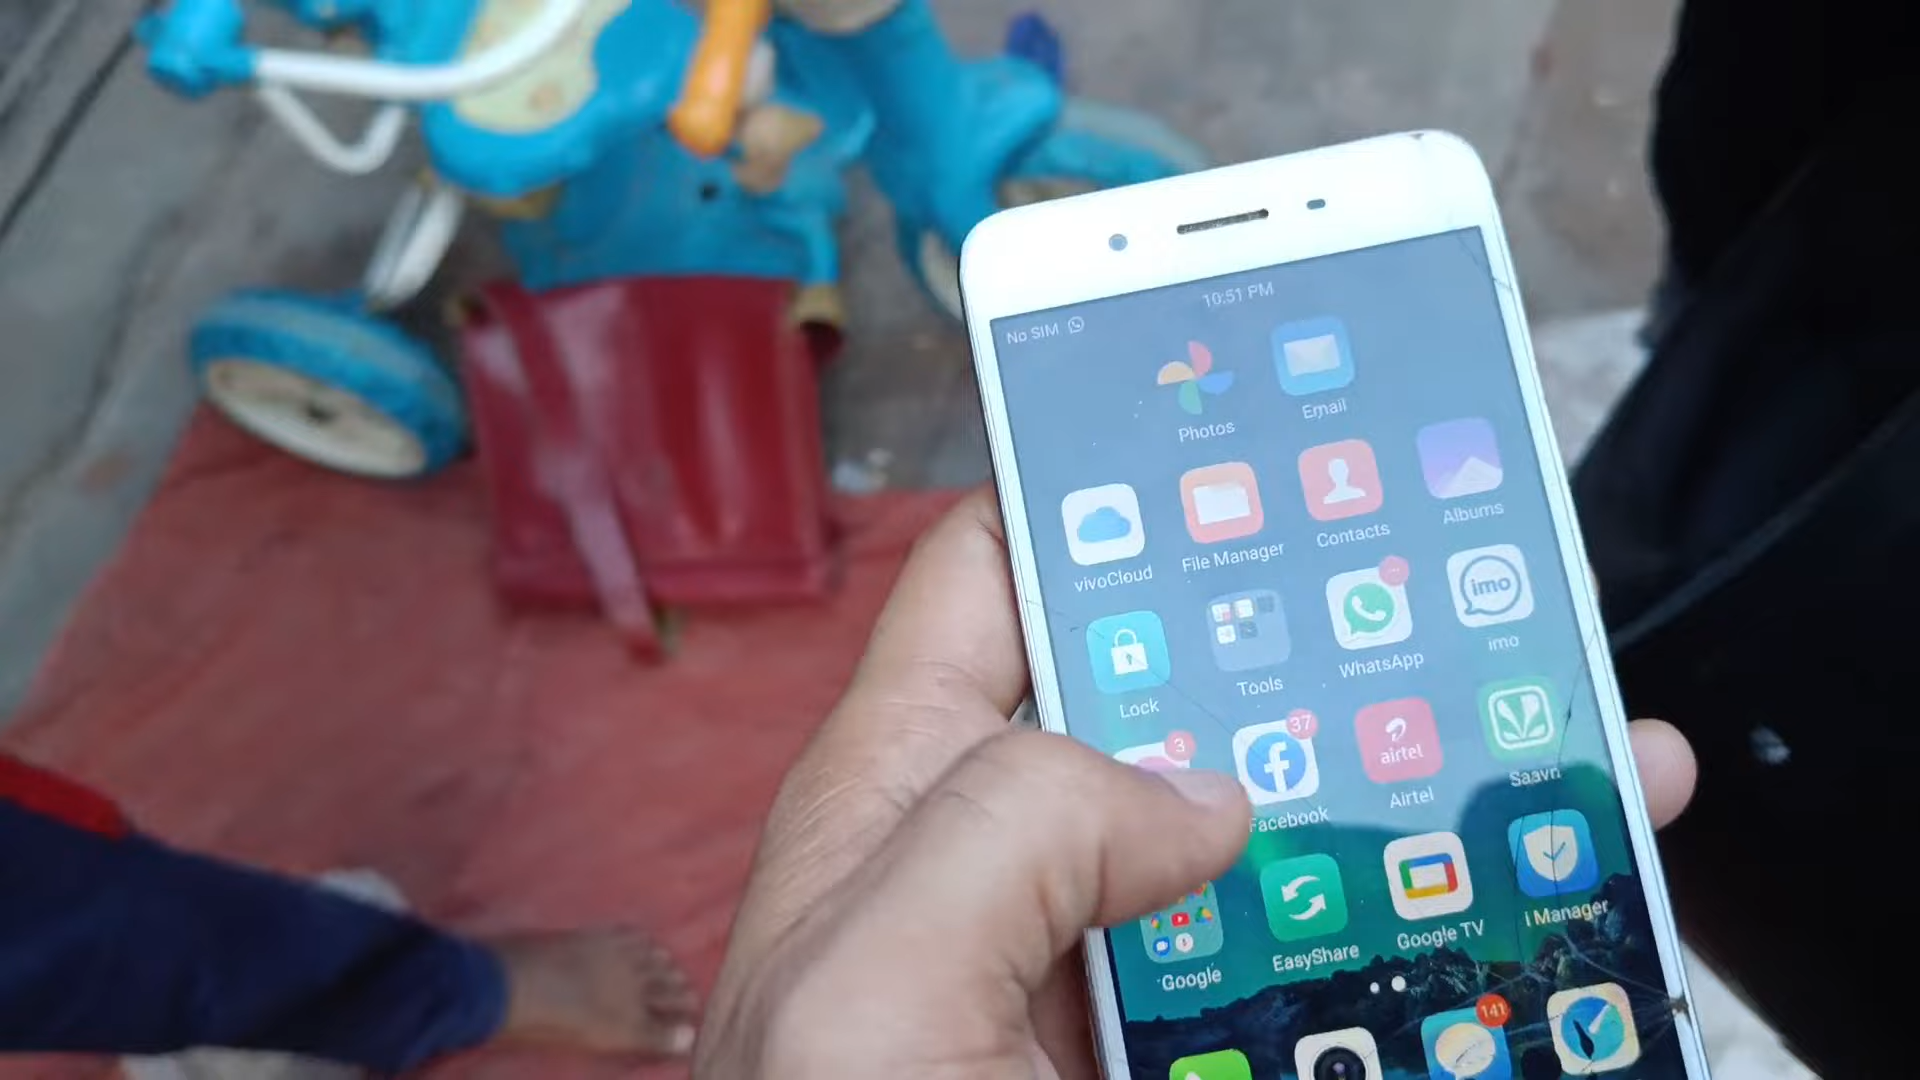 10:51 PM
No SIM
Photos
Email
vivoCloud
File Manager
Contacts
Albums
Lock
Tools
WhatsApp
imo
imo
3
37
Facebook
airtel
Airtel
Saavn
Google
EasyShare
Google TV
i Manager
141